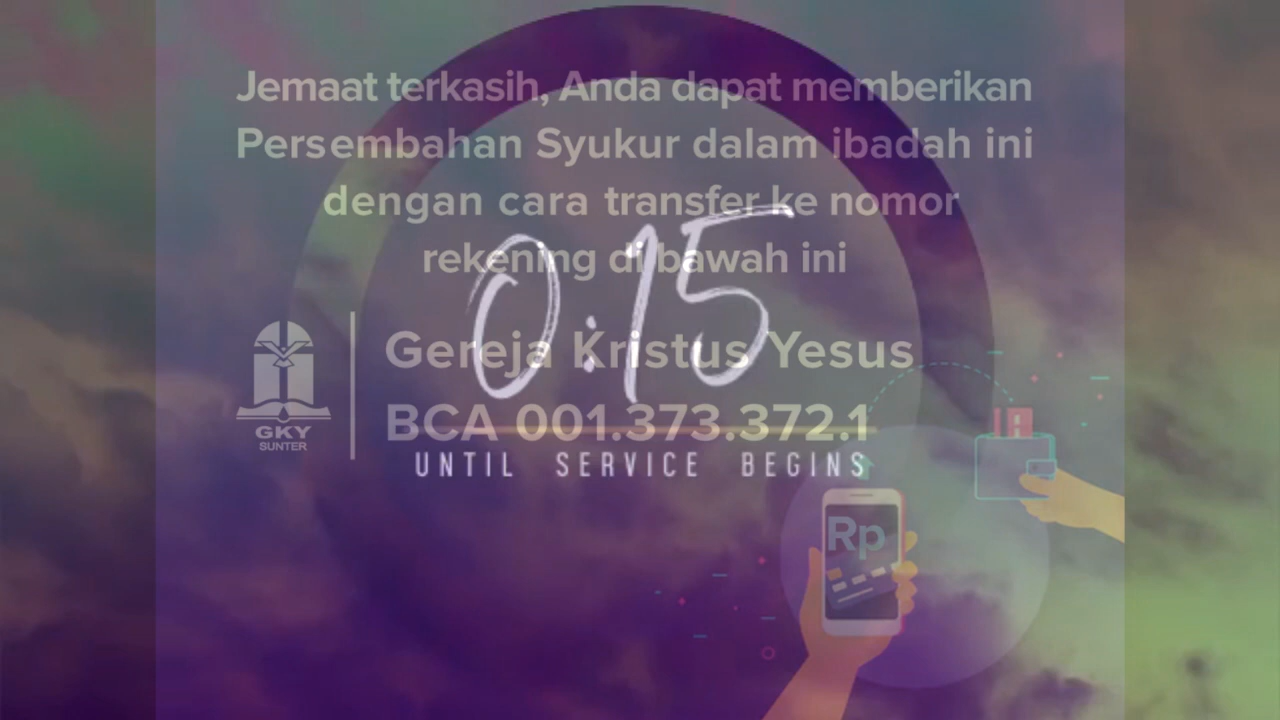 Jemaat terkasih, Anda dapat memberikan
Persembahan Syukur dalam ibadah ini
dengan cara transfer ke nomor
rekening di bawah ini
0:15
Gereja Kristus Yesus
BCA 001.373.372.1
GKY
SUNTER
UNTIL SERVICE BEGINS
Rp